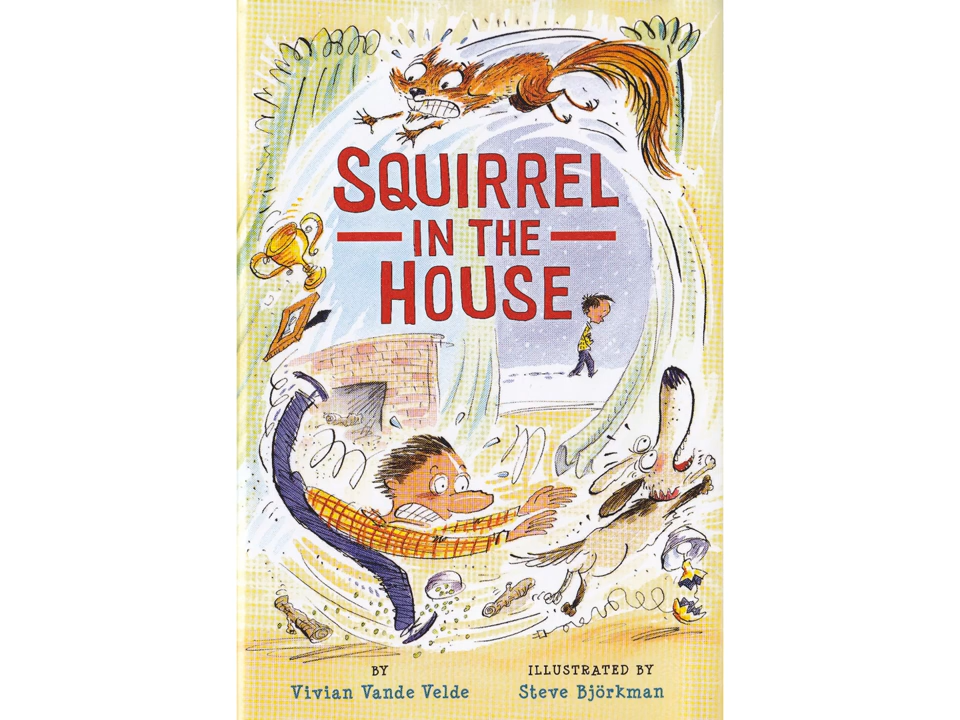 SQUIRREL
IN THE
HOUSE
BY
Vivian Vande Velde
ILLUSTRATED BY
Steve Björkman